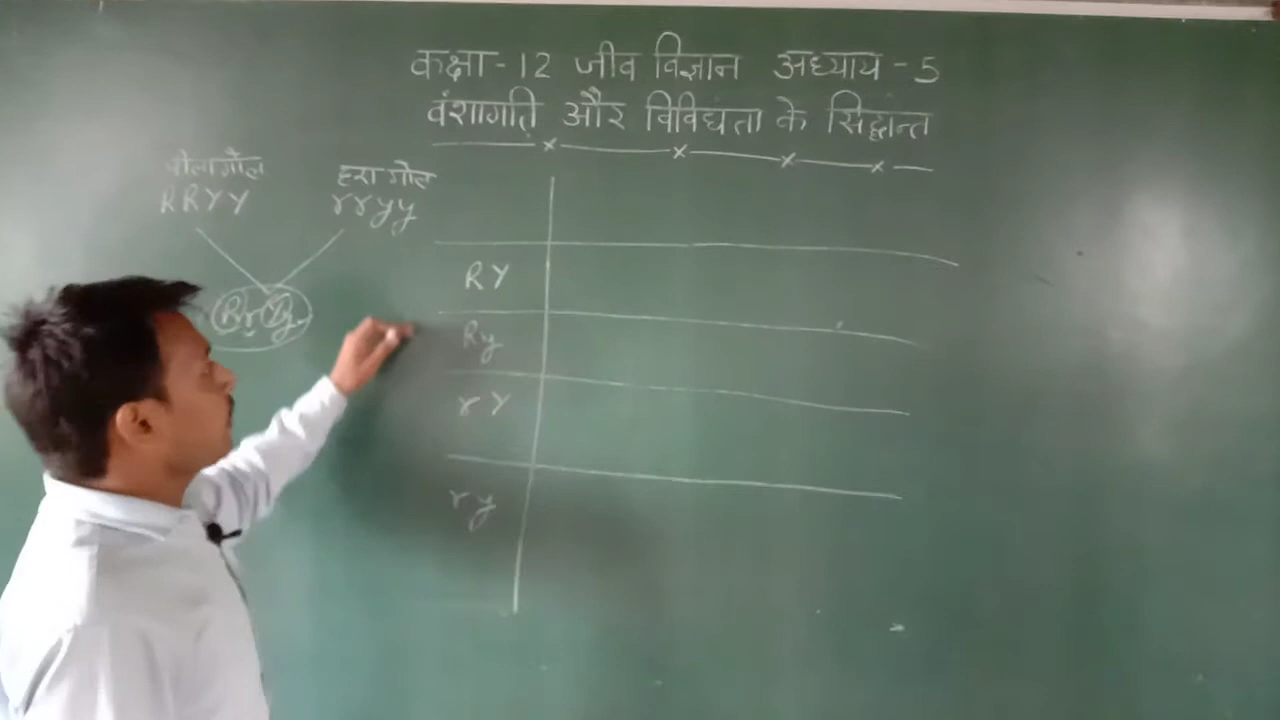 कक्षा - 12 जीव विज्ञान अध्याय - 5
वंशागति और विविधता के सिद्धान्त
पीला गोल हरा गोल
RRYY rryy
RrYy
RY
Ry
rY
ry